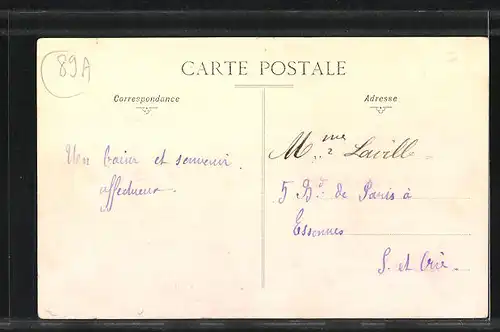 89A
CARTE POSTALE
Correspondance
Adresse
Un baiser et souvenir
affectueux.
Mme Laville
5 Bd de Paris à
Essonnes
S. et Oise